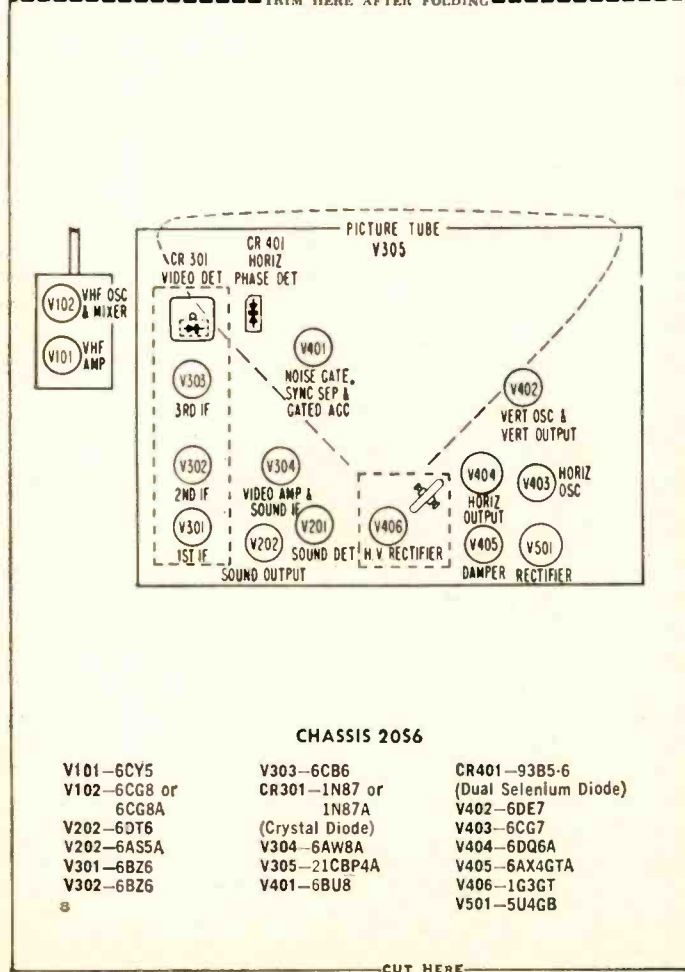 TRIM HERE AFTER FOLDING
PICTURE TUBE
V305
CR 301
VIDEO DET
CR 401
HORIZ
PHASE DET
V102
VHF OSC
& MIXER
V101
VHF
AMP
V401
NOISE GATE,
SYNC SEP &
GATED AGC
V303
3RD IF
V402
VERT OSC &
VERT OUTPUT
V302
2ND IF
V304
VIDEO AMP &
SOUND IF
V404
HORIZ
OUTPUT
V403
HORIZ
OSC
V301
1ST IF
V202
SOUND OUTPUT
V201
SOUND DET
V406
H.V. RECTIFIER
V405
DAMPER
V501
RECTIFIER
CHASSIS 20S6
V101—6CY5
V102—6CG8 or
6CG8A
V202—6DT6
V202—6AS5A
V301—6BZ6
V302—6BZ6
8
V303—6CB6
CR301—1N87 or
1N87A
(Crystal Diode)
V304—6AW8A
V305—21CBP4A
V401—6BU8
CR401—93B5-6
(Dual Selenium Diode)
V402—6DE7
V403—6CG7
V404—6DQ6A
V405—6AX4GTA
V406—1G3GT
V501—5U4GB
CUT HERE